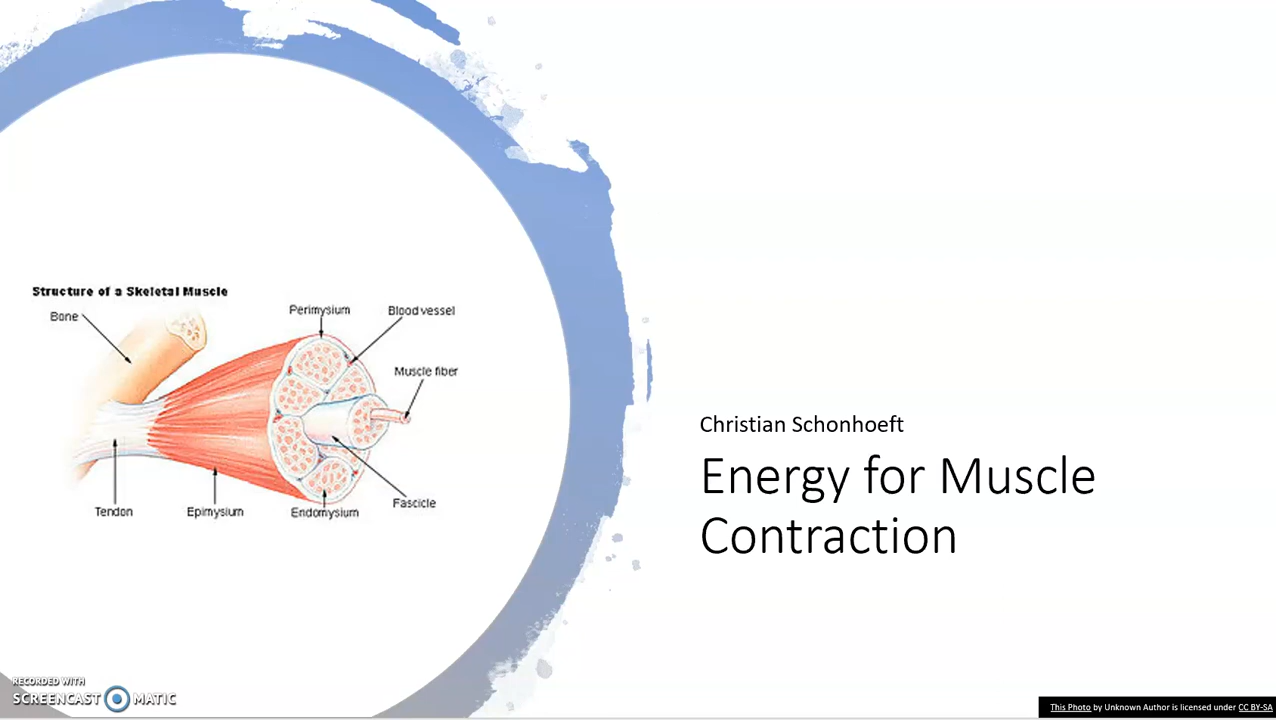 Structure of a Skeletal Muscle
Bone
Perimysium
Blood vessel
Muscle fiber
Tendon
Epimysium
Endomysium
Fascicle
Christian Schonhoeft
Energy for Muscle
Contraction
RECORDED WITH
SCREENCAST MATIC
This Photo by Unknown Author is licensed under CC BY-SA